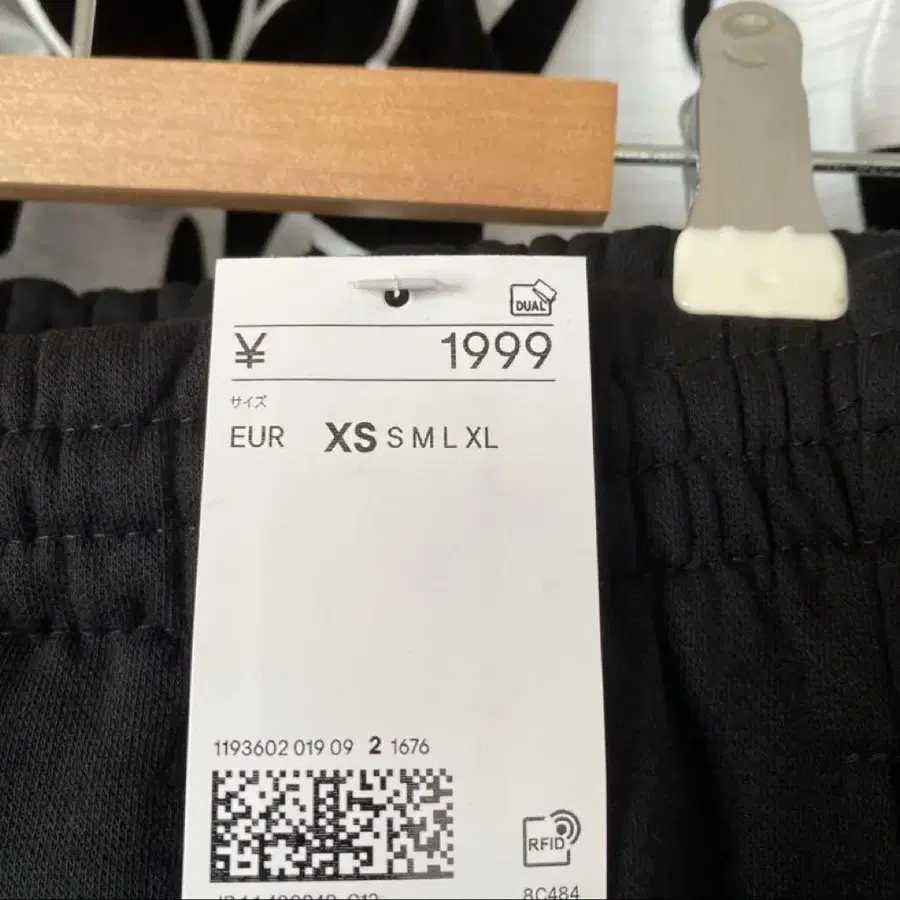 DUAL
¥ 1999
サイズ
EUR XS S M L XL
1193602 019 09 2 1676
RFID
8C484